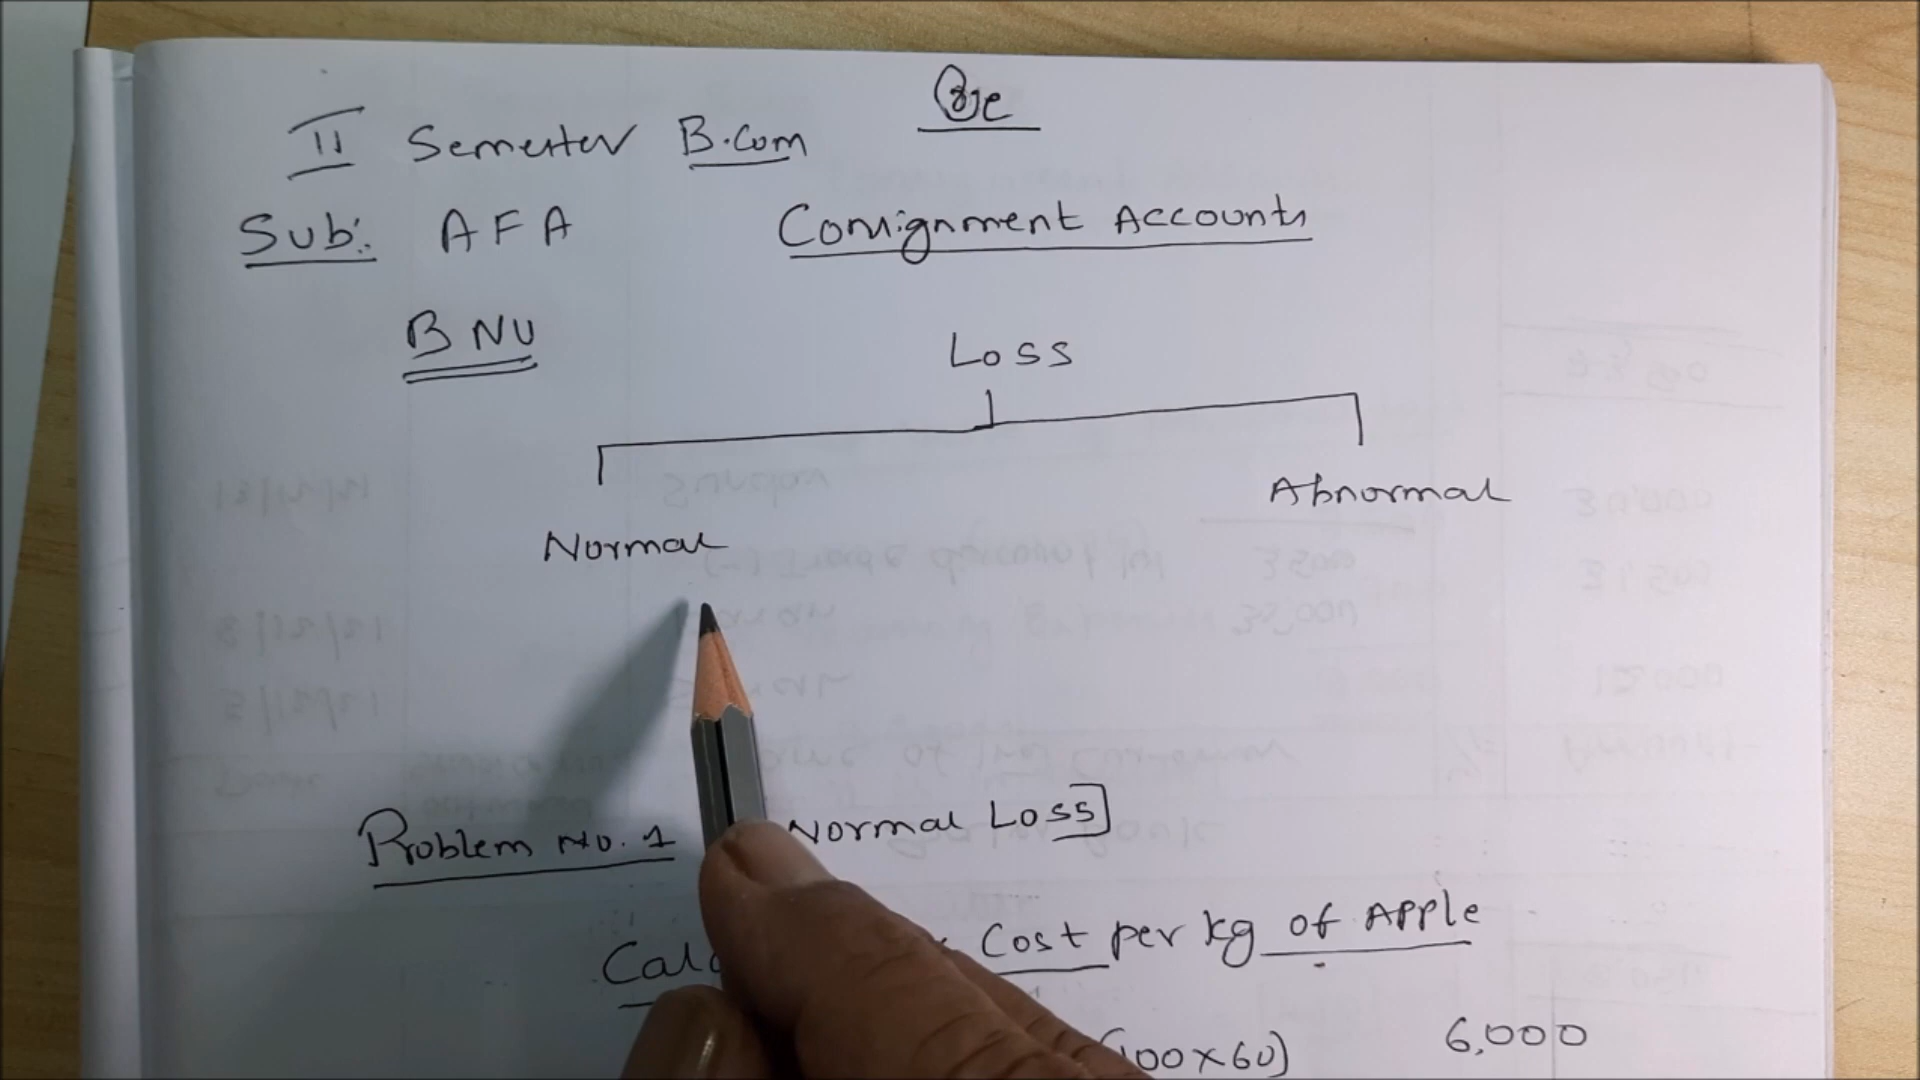 II Semester B.Com
Sub: AFA Consignment Accounts
BNU
Loss
Normal Abnormal
Problem No. 1 Normal Loss]
Cost per kg of Apple
(100x60) 6,000